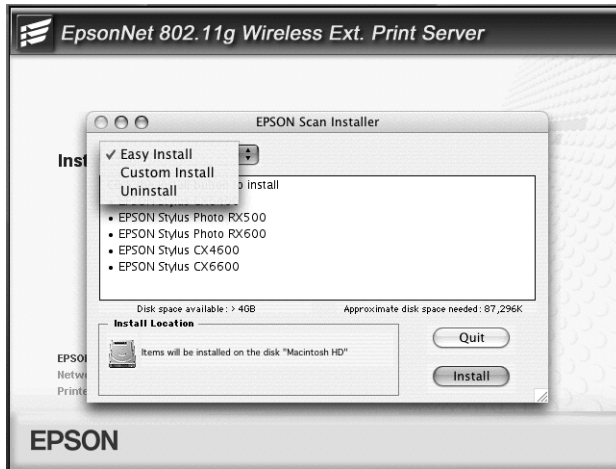 EpsonNet 802.11g Wireless Ext. Print Server
EPSON Scan Installer
Inst
✓ Easy Install
Custom Install
Uninstall
to install
• EPSON Stylus Photo RX500
• EPSON Stylus Photo RX600
• EPSON Stylus CX4600
• EPSON Stylus CX6600
Disk space available: > 4GB
Approximate disk space needed: 87,296K
Install Location
Items will be installed on the disk "Macintosh HD"
Quit
Install
EPSO
Netw
Printe
EPSON